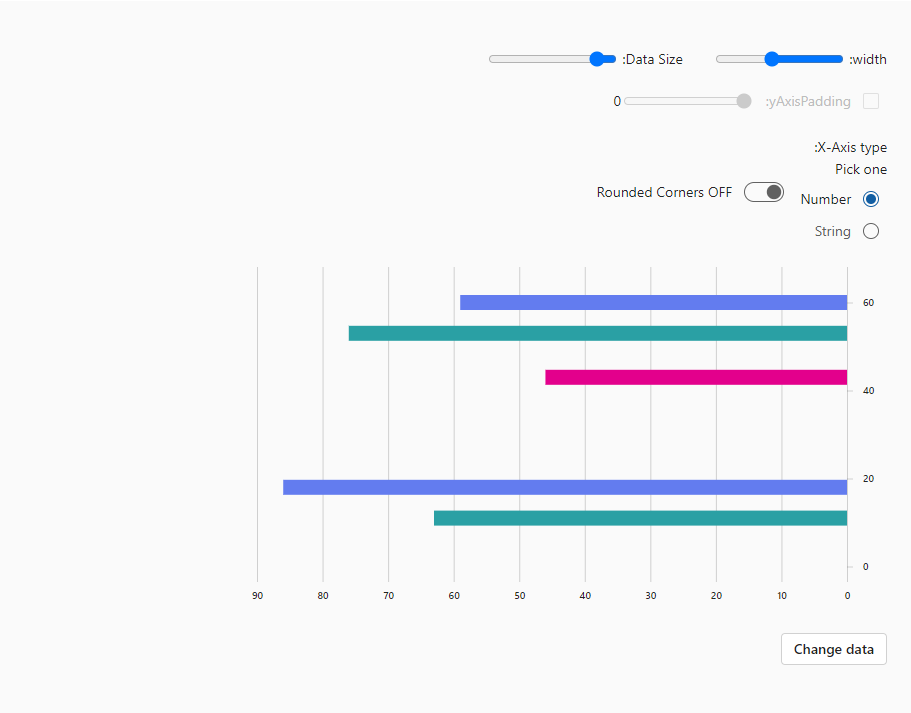 :width
:Data Size
:yAxisPadding
0
:X-Axis type
Pick one
Number
Rounded Corners OFF
String
60
40
20
0
90 80 70 60 50 40 30 20 10 0
Change data